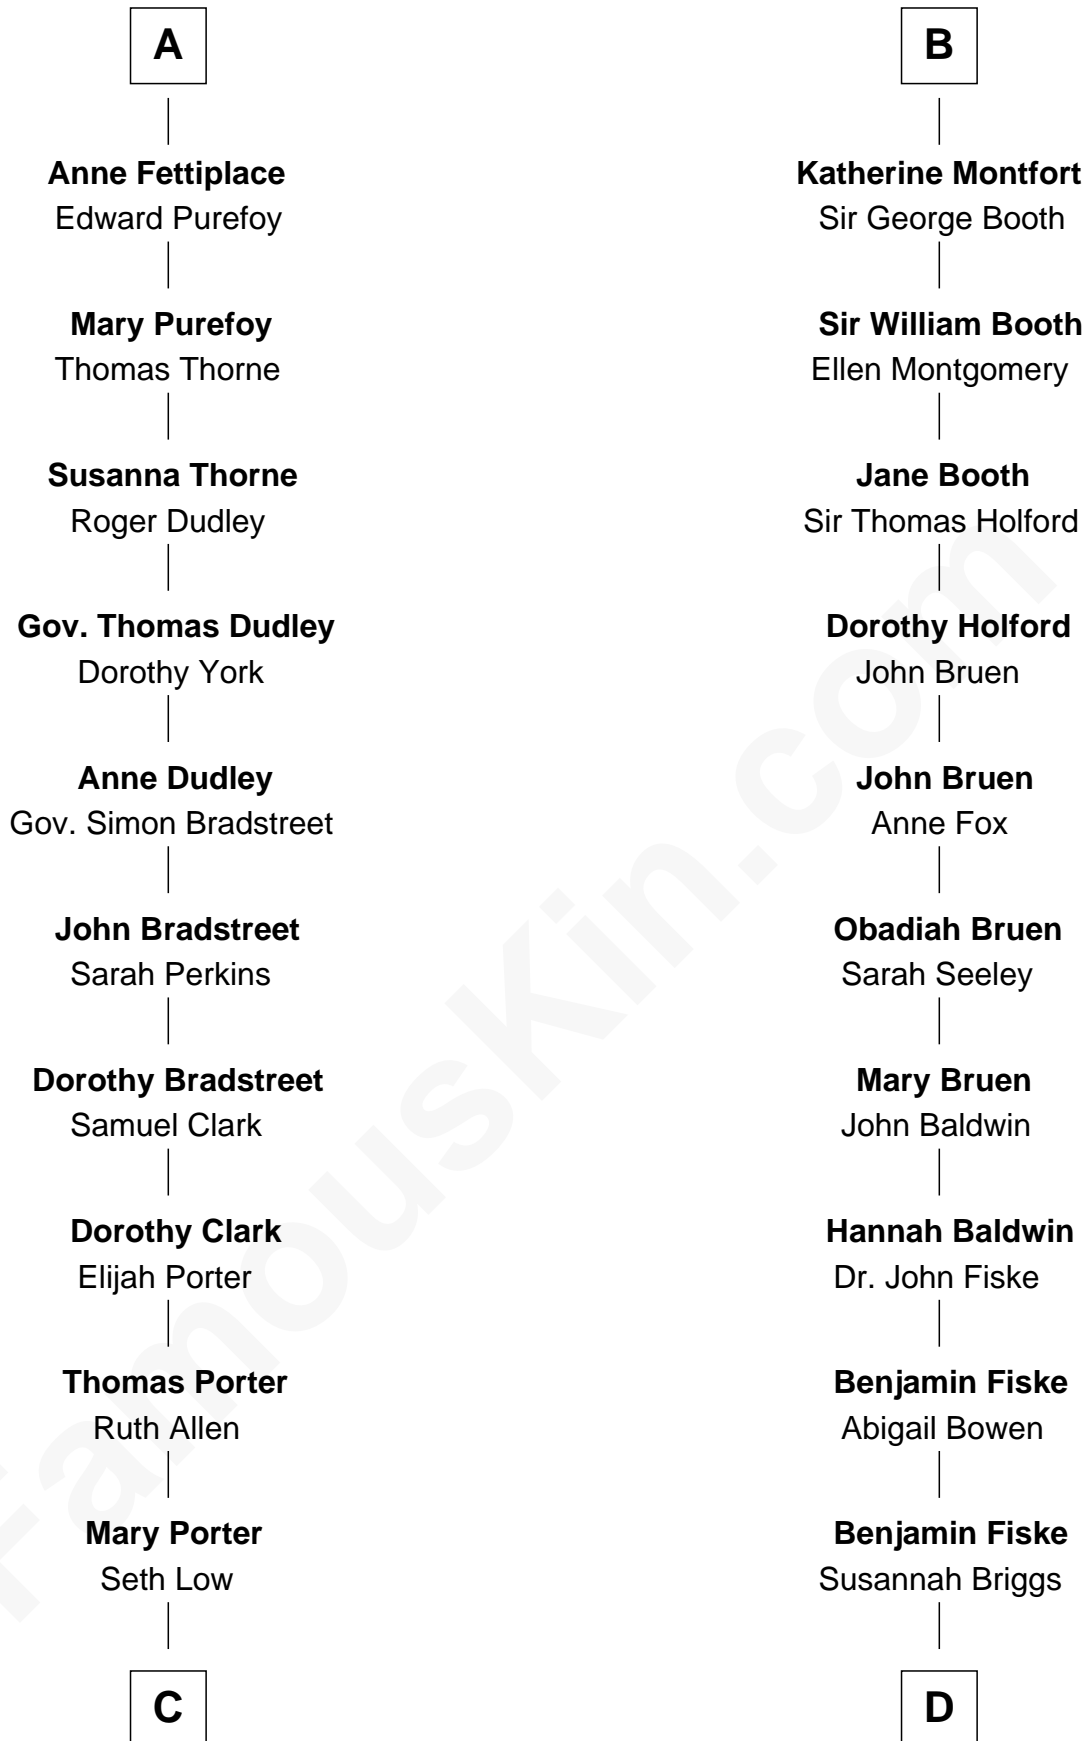 A
Anne Fettiplace
Edward Purefoy
Mary Purefoy
Thomas Thorne
Susanna Thorne
Roger Dudley
Gov. Thomas Dudley
Dorothy York
Anne Dudley
Gov. Simon Bradstreet
John Bradstreet
Sarah Perkins
Dorothy Bradstreet
Samuel Clark
Dorothy Clark
Elijah Porter
Thomas Porter
Ruth Allen
Mary Porter
Seth Low
C
B
Katherine Montfort
Sir George Booth
Sir William Booth
Ellen Montgomery
Jane Booth
Sir Thomas Holford
Dorothy Holford
John Bruen
John Bruen
Anne Fox
Obadiah Bruen
Sarah Seeley
Mary Bruen
John Baldwin
Hannah Baldwin
Dr. John Fiske
Benjamin Fiske
Abigail Bowen
Benjamin Fiske
Susannah Briggs
D
FamousKin.com